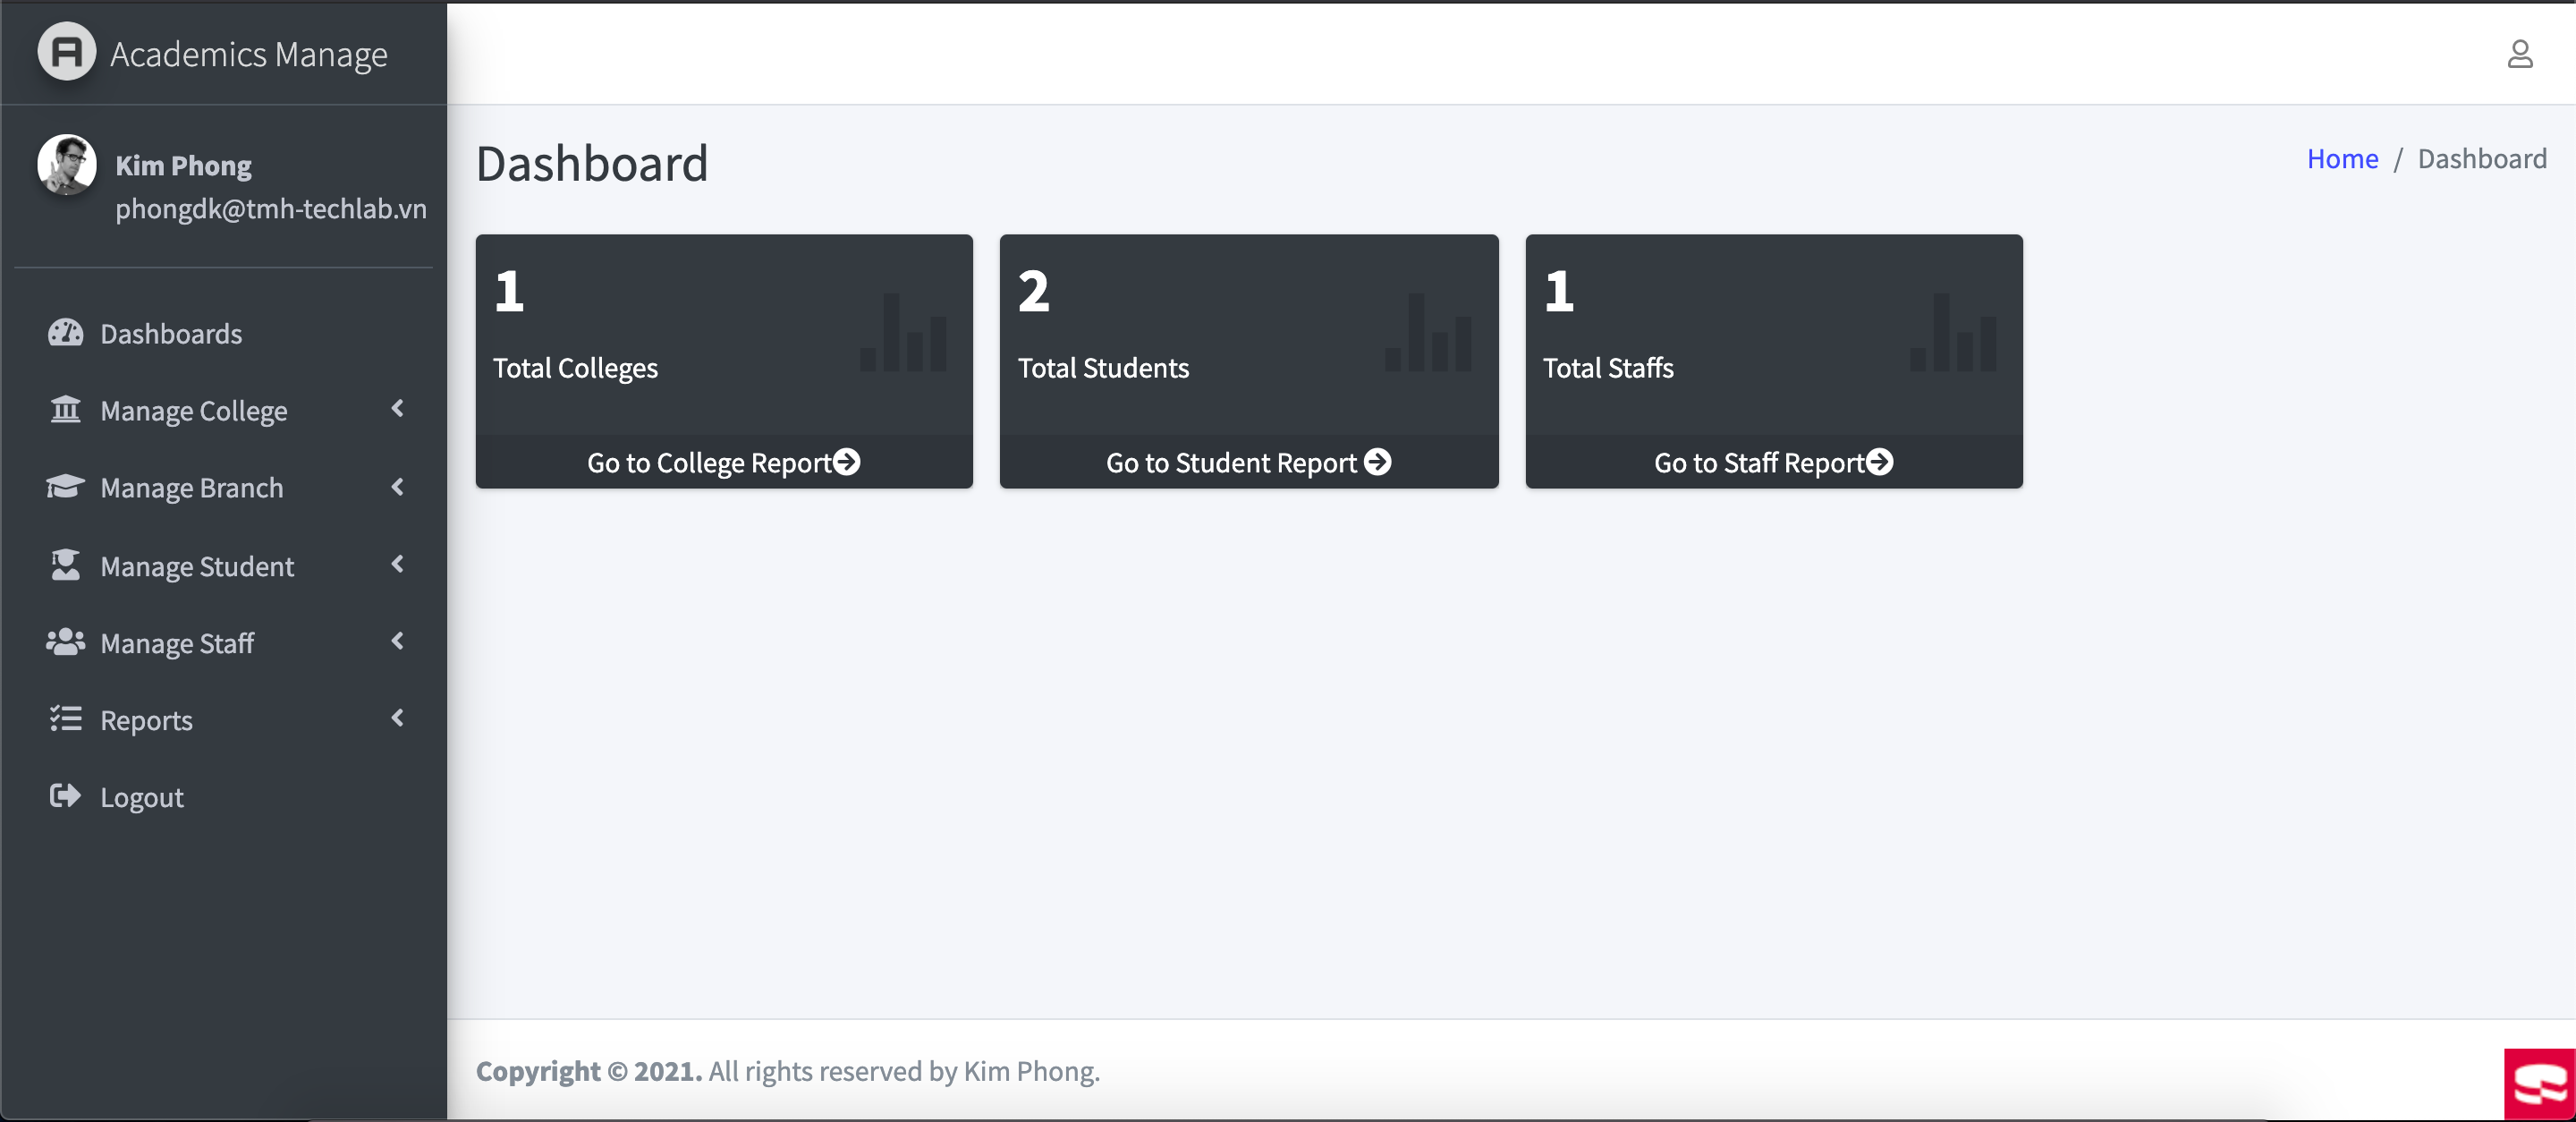 A Academics Manage
Kim Phong
phongdk@tmh-techlab.vn
Dashboards
Manage College
Manage Branch
Manage Student
Manage Staff
Reports
Logout
Dashboard
Home / Dashboard
1
Total Colleges
Go to College Report
2
Total Students
Go to Student Report
1
Total Staffs
Go to Staff Report
Copyright © 2021. All rights reserved by Kim Phong.